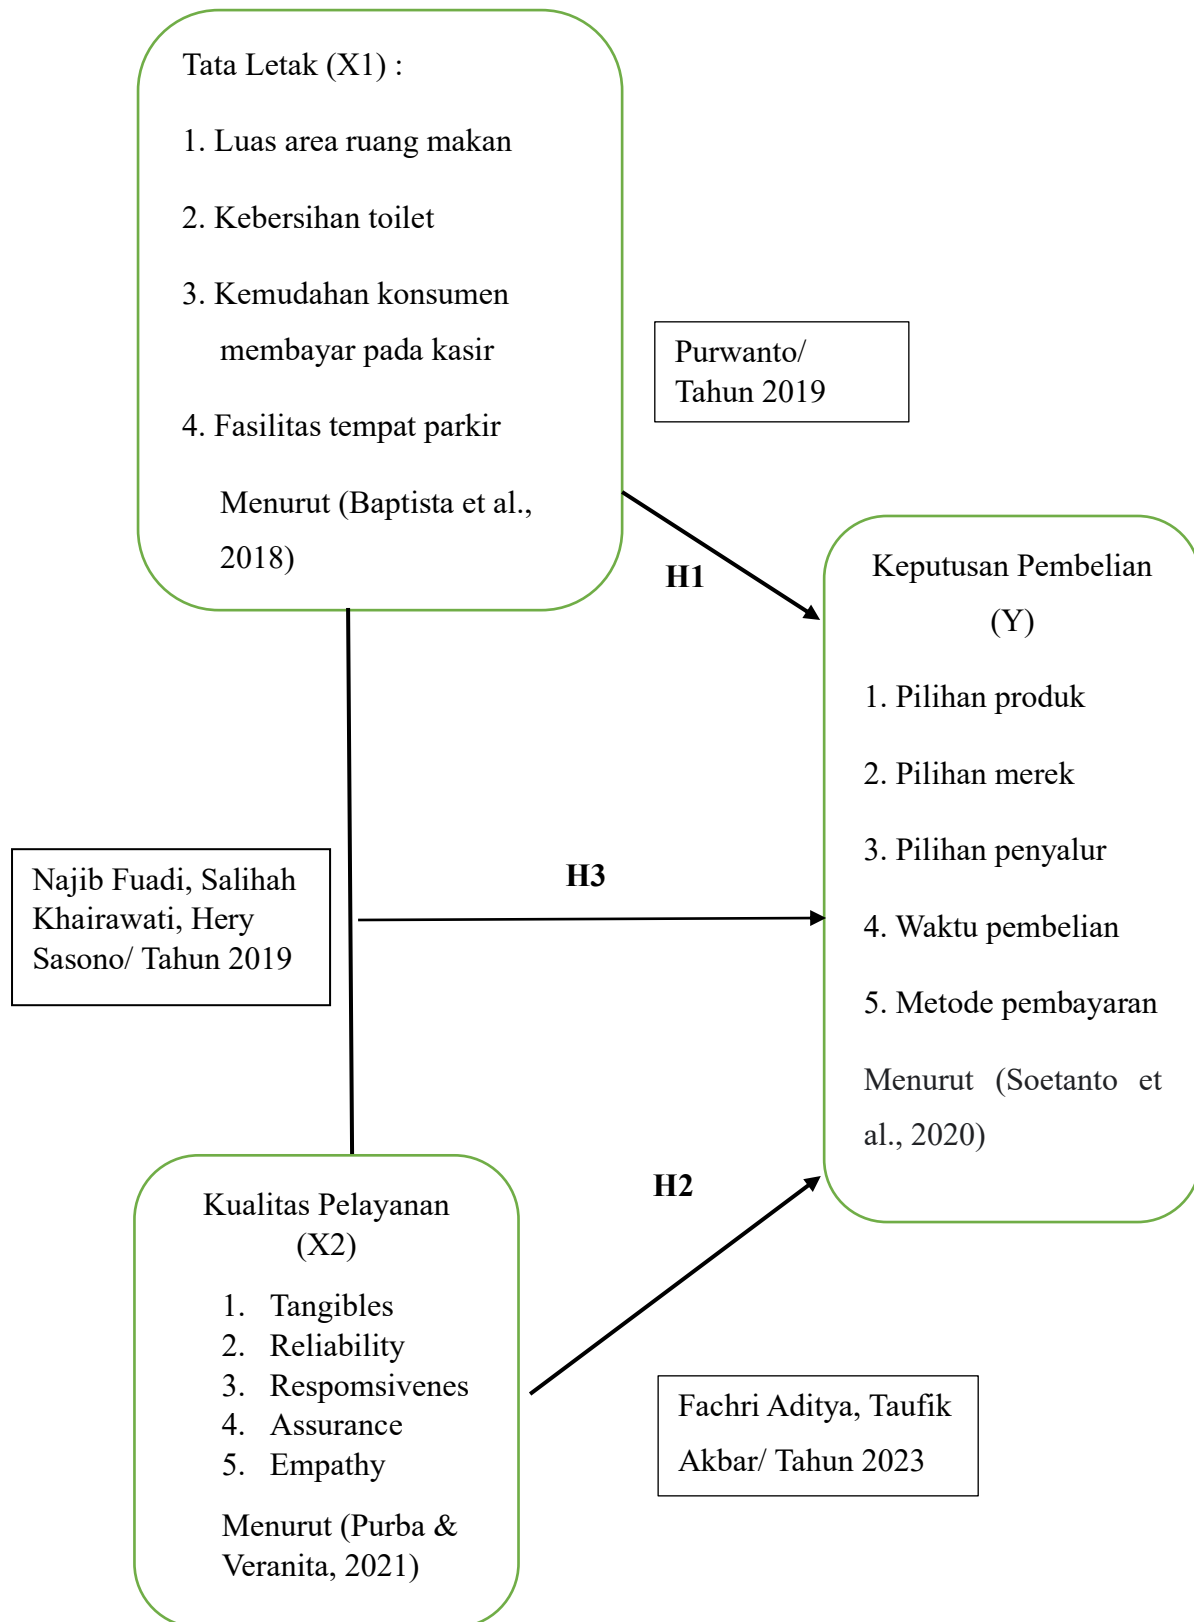 Tata Letak (X1) :
1. Luas area ruang makan
2. Kebersihan toilet
3. Kemudahan konsumen
membayar pada kasir
4. Fasilitas tempat parkir
Menurut (Baptista et al.,
2018)
Purwanto/
Tahun 2019
H1
Keputusan Pembelian
(Y)
1. Pilihan produk
2. Pilihan merek
3. Pilihan penyalur
4. Waktu pembelian
5. Metode pembayaran
Menurut (Soetanto et
al., 2020)
Najib Fuadi, Salihah
Khairawati, Hery
Sasono/ Tahun 2019
H3
H2
Kualitas Pelayanan
(X2)
1. Tangibles
2. Reliability
3. Respomsivenes
4. Assurance
5. Empathy
Menurut (Purba &
Veranita, 2021)
Fachri Aditya, Taufik
Akbar/ Tahun 2023